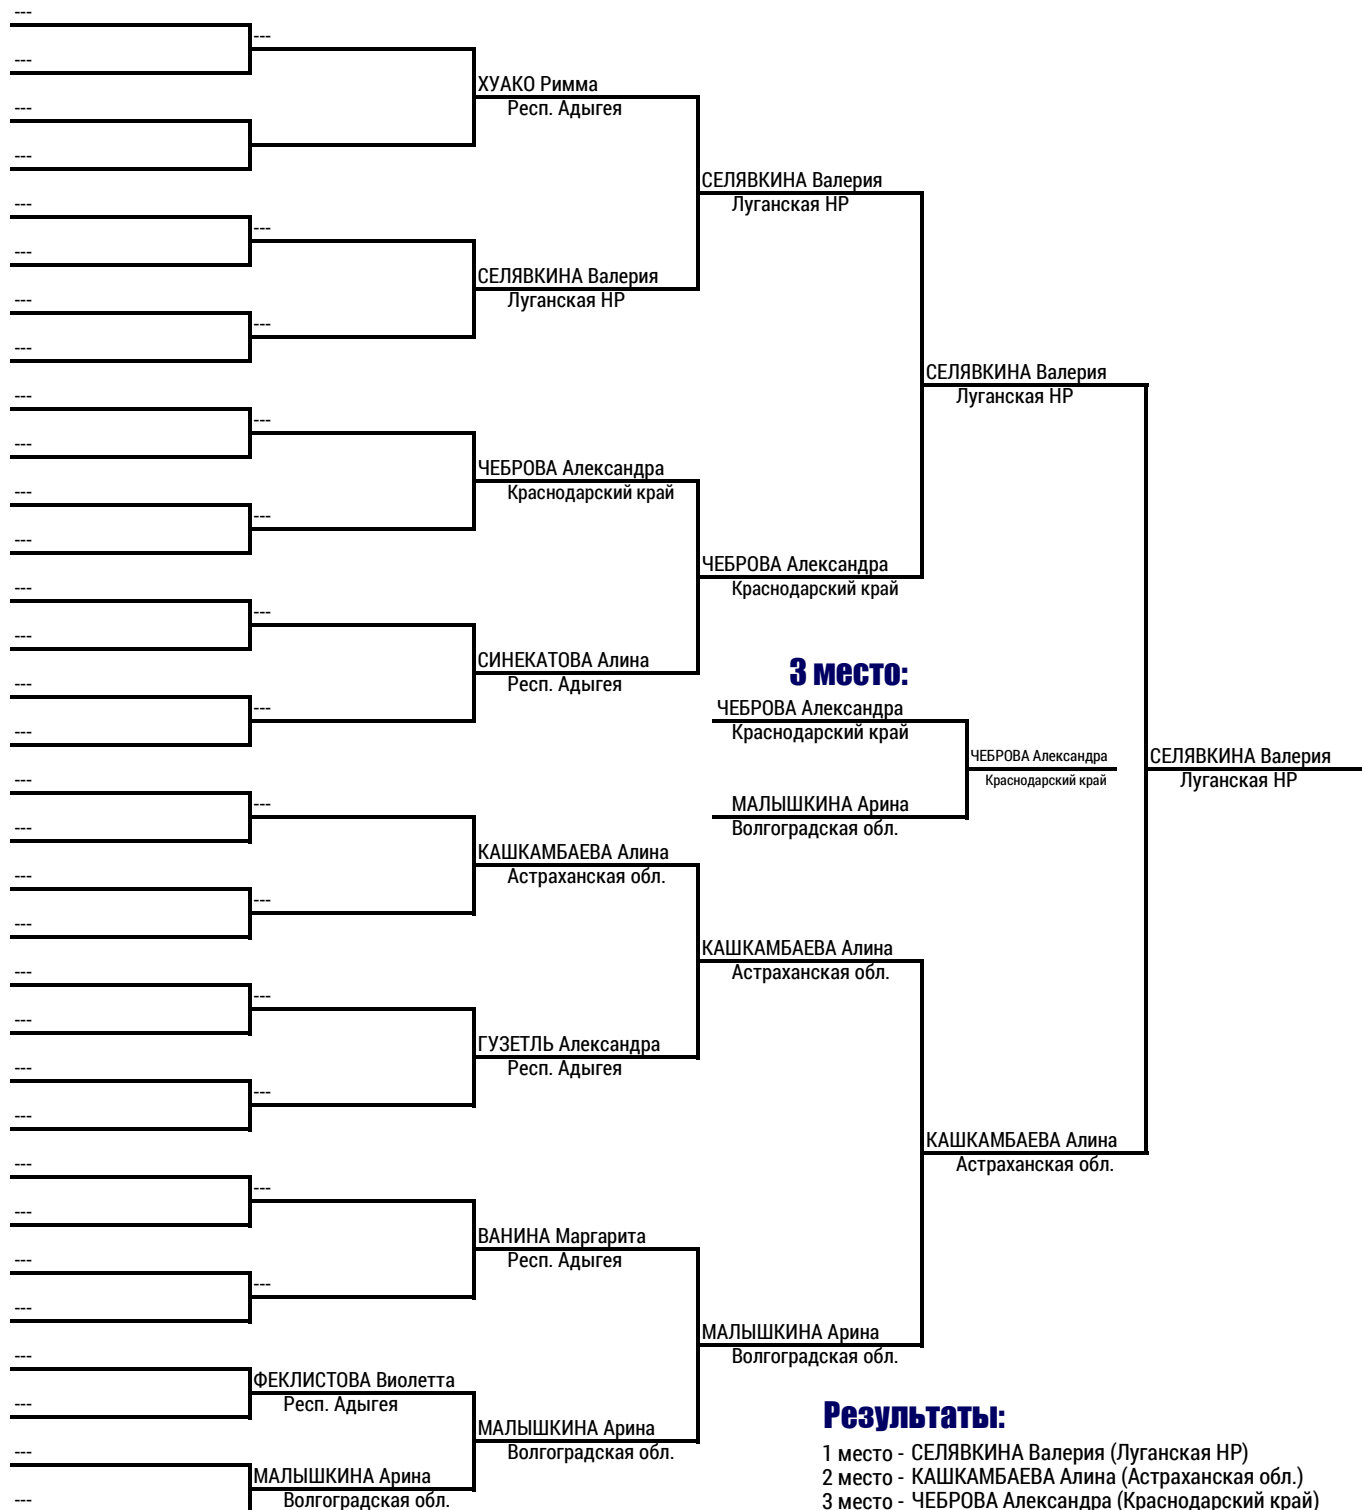 ---
---
---
---
ХУАКО Римма
Респ. Адыгея
---
---
СЕЛЯВКИНА Валерия
Луганская НР
---
---
---
СЕЛЯВКИНА Валерия
Луганская НР
---
---
---
СЕЛЯВКИНА Валерия
Луганская НР
---
---
---
ЧЕБРОВА Александра
Краснодарский край
---
---
---
ЧЕБРОВА Александра
Краснодарский край
---
---
---
СИНЕКАТОВА Алина
Респ. Адыгея
3 место:
---
---
ЧЕБРОВА Александра
Краснодарский край
---
ЧЕБРОВА Александра
Краснодарский край
СЕЛЯВКИНА Валерия
Луганская НР
---
---
МАЛЫШКИНА Арина
Волгоградская обл.
---
КАШКАМБАЕВА Алина
Астраханская обл.
---
---
---
КАШКАМБАЕВА Алина
Астраханская обл.
---
---
---
ГУЗЕТЛЬ Александра
Респ. Адыгея
---
---
---
КАШКАМБАЕВА Алина
Астраханская обл.
---
---
---
ВАНИНА Маргарита
Респ. Адыгея
---
---
---
МАЛЫШКИНА Арина
Волгоградская обл.
---
ФЕКЛИСТОВА Виолетта
Респ. Адыгея
---
МАЛЫШКИНА Арина
Волгоградская обл.
---
МАЛЫШКИНА Арина
Волгоградская обл.
---
Результаты:
1 место - СЕЛЯВКИНА Валерия (Луганская НР)
2 место - КАШКАМБАЕВА Алина (Астраханская обл.)
3 место - ЧЕБРОВА Александра (Краснодарский край)